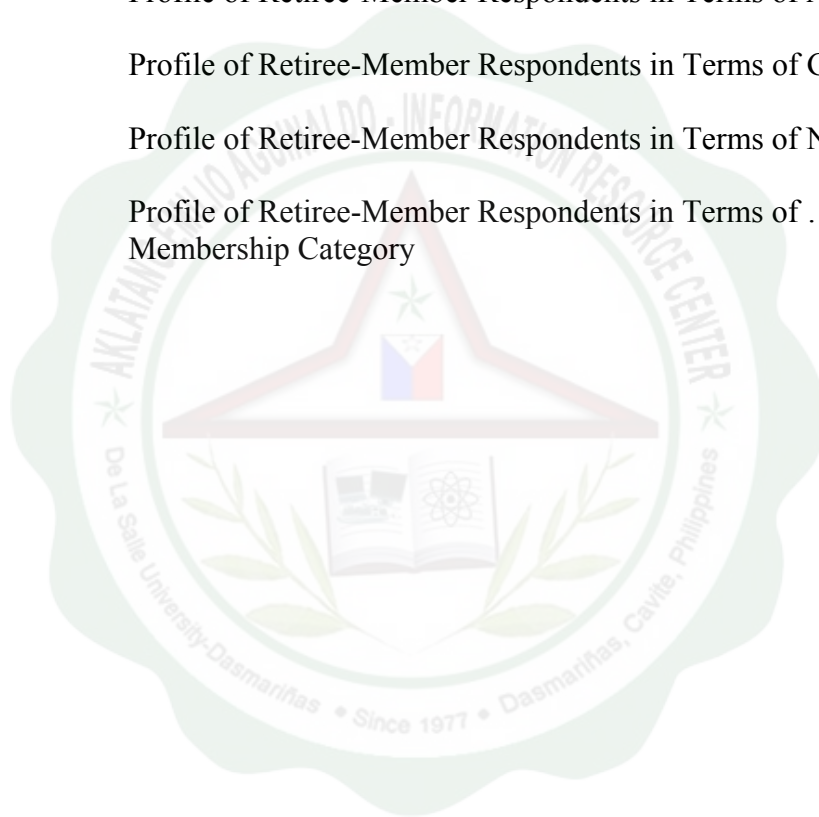 Profile of Retiree-Member Respondents in Terms of
Profile of Retiree-Member Respondents in Terms of
Profile of Retiree-Member Respondents in Terms of
Profile of Retiree-Member Respondents in Terms of .
Membership Category
AKLATANG EMILIO AGUINALDO - INFORMATION RESOURCE CENTER
De La Salle University-Dasmariñas • Since 1977 • Dasmariñas, Cavite, Philippines